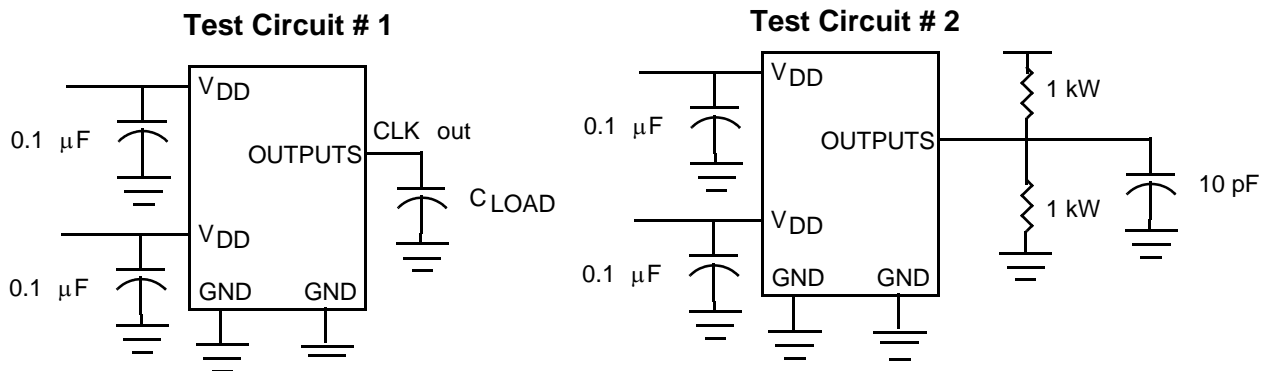 Test Circuit # 1
VDD
0.1 μF
CLK out
OUTPUTS
CLOAD
VDD
0.1 μF
GND GND
Test Circuit # 2
VDD
1 kW
0.1 μF
OUTPUTS
10 pF
1 kW
VDD
0.1 μF
GND GND